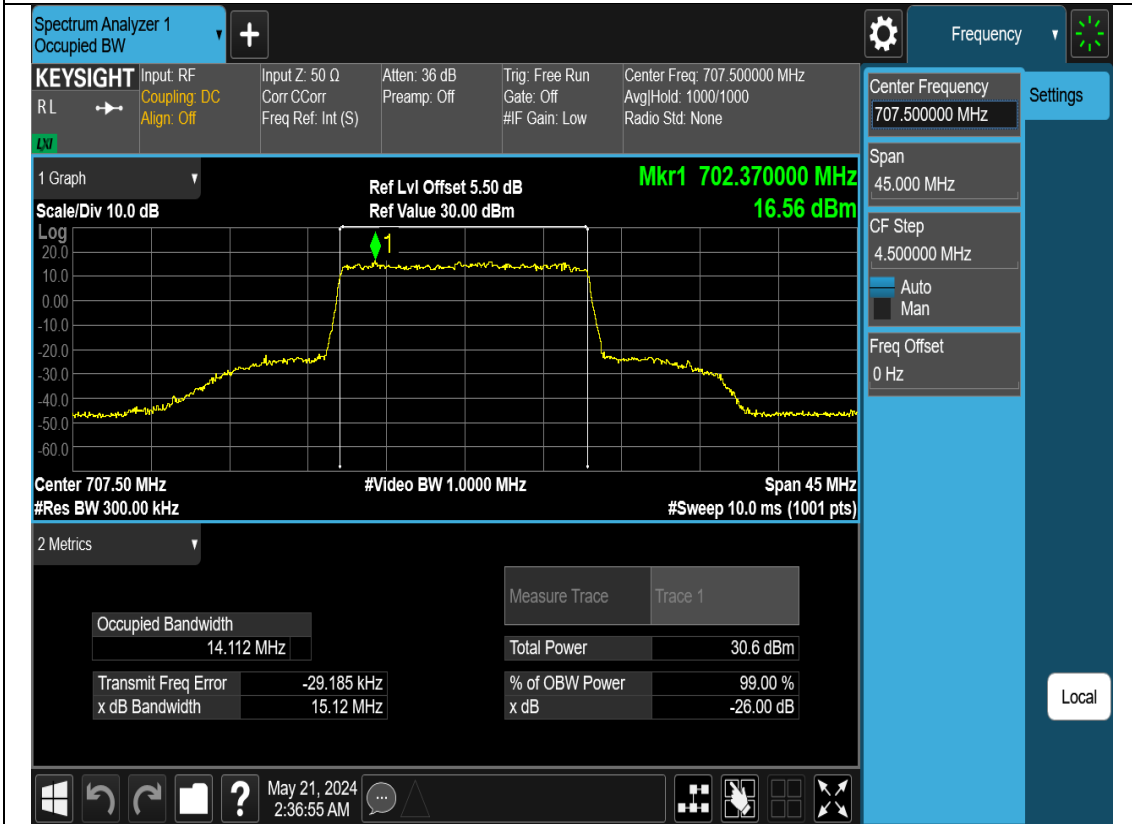 Spectrum Analyzer 1
Occupied BW
Frequency
KEYSIGHT
R L
LXI
Input: RF
Coupling: DC
Align: Off
Input Z: 50 Ω
Corr CCorr
Freq Ref: Int (S)
Atten: 36 dB
Preamp: Off
Trig: Free Run
Gate: Off
#IF Gain: Low
Center Freq: 707.500000 MHz
Avg|Hold: 1000/1000
Radio Std: None
Center Frequency
707.500000 MHz
Settings
Span
45.000 MHz
CF Step
4.500000 MHz
Auto
Man
Freq Offset
0 Hz
Local
1 Graph
Scale/Div 10.0 dB
Ref Lvl Offset 5.50 dB
Ref Value 30.00 dBm
Mkr1 702.370000 MHz
16.56 dBm
Log
1
20.0
10.0
0.00
-10.0
-20.0
-30.0
-40.0
-50.0
-60.0
Center 707.50 MHz
#Video BW 1.0000 MHz
Span 45 MHz
#Res BW 300.00 kHz
#Sweep 10.0 ms (1001 pts)
2 Metrics
Measure Trace
Trace 1
Occupied Bandwidth
14.112 MHz
Total Power
30.6 dBm
Transmit Freq Error
-29.185 kHz
% of OBW Power
99.00 %
x dB Bandwidth
15.12 MHz
x dB
-26.00 dB
?
May 21, 2024
2:36:55 AM